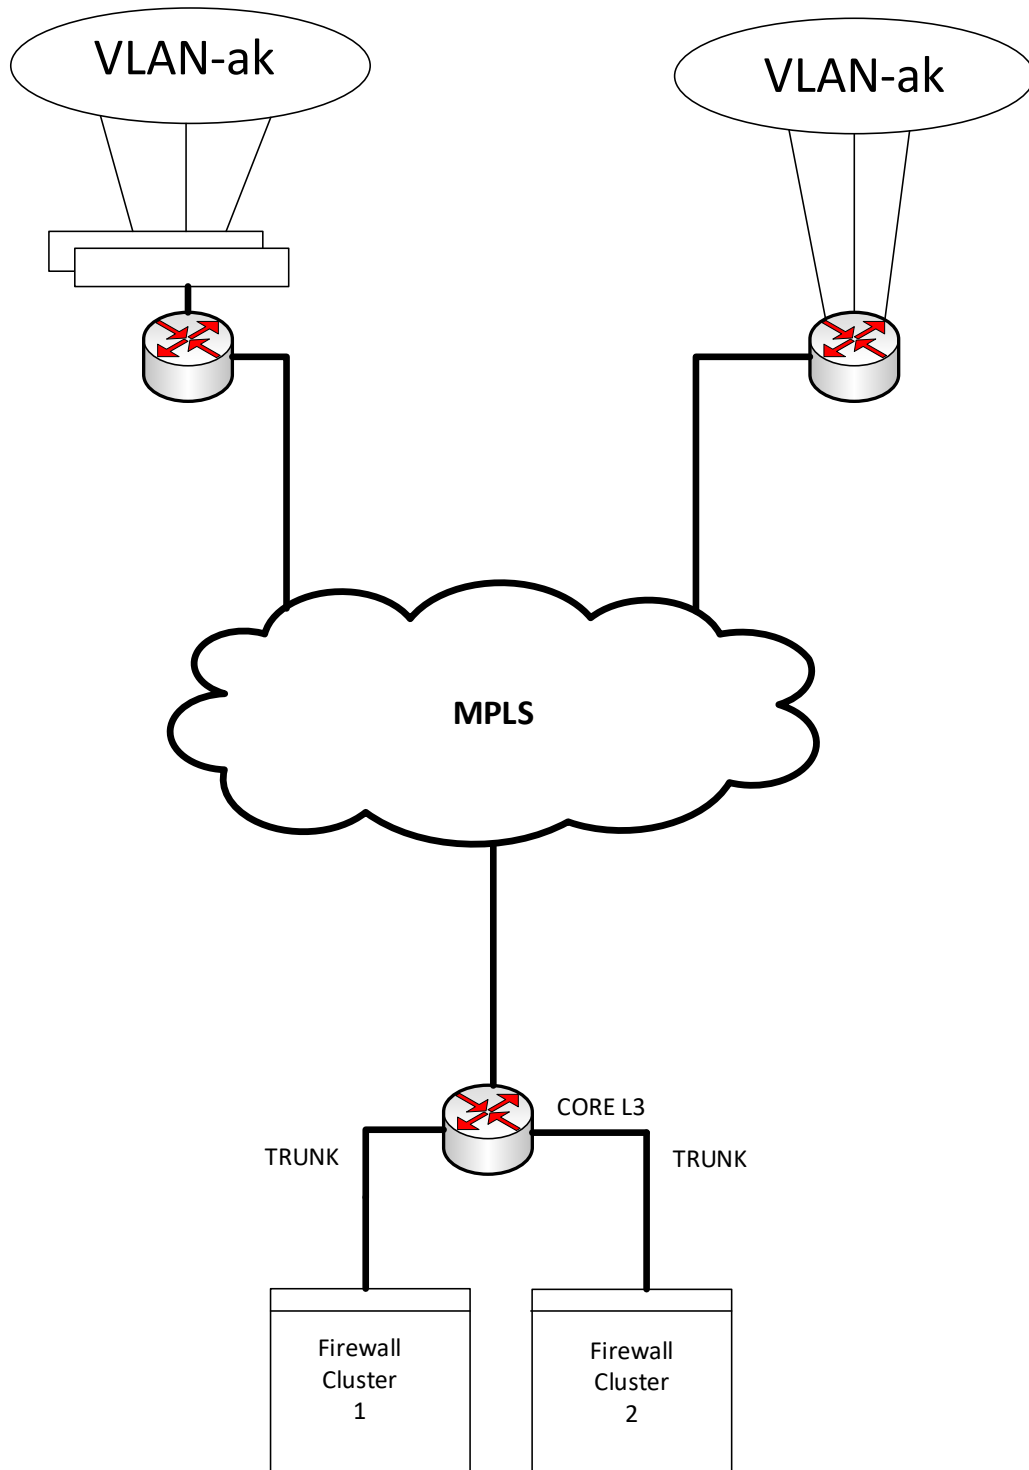 VLAN-ak
VLAN-ak
MPLS
CORE L3
TRUNK
TRUNK
Firewall
Cluster
1
Firewall
Cluster
2